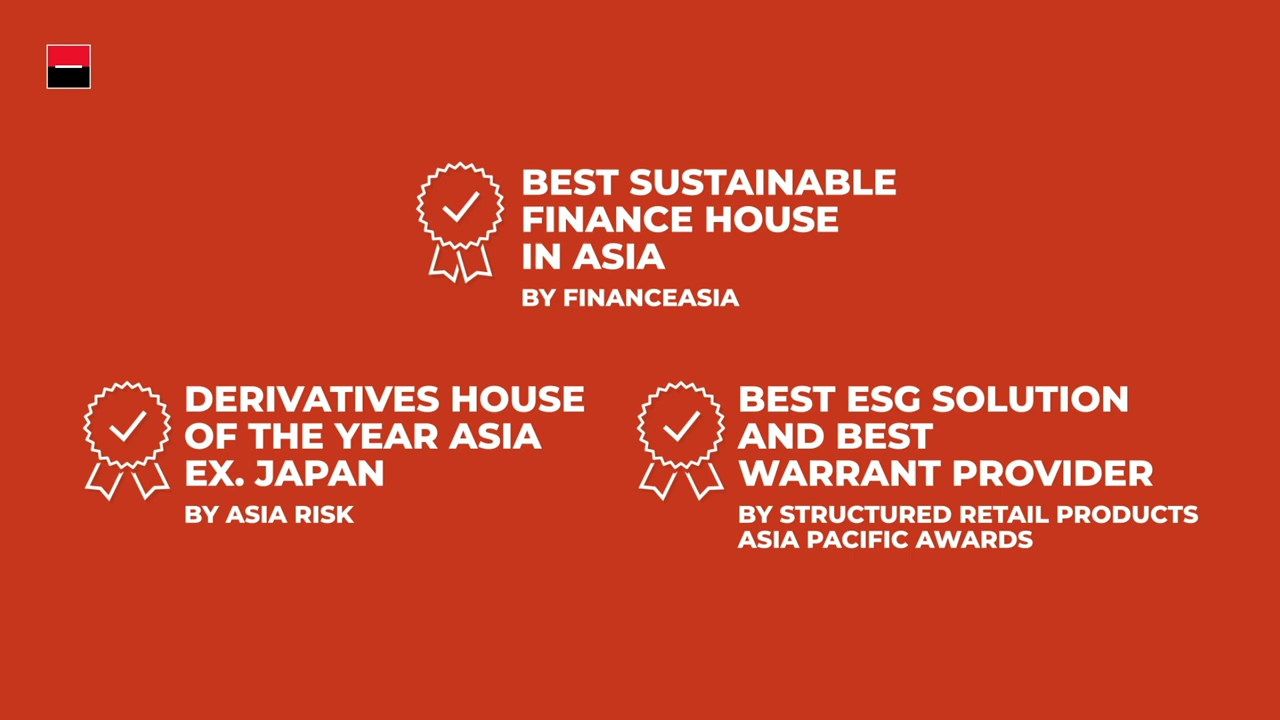 BEST SUSTAINABLE
FINANCE HOUSE
IN ASIA
BY FINANCEASIA
DERIVATIVES HOUSE
OF THE YEAR ASIA
EX. JAPAN
BY ASIA RISK
BEST ESG SOLUTION
AND BEST
WARRANT PROVIDER
BY STRUCTURED RETAIL PRODUCTS
ASIA PACIFIC AWARDS